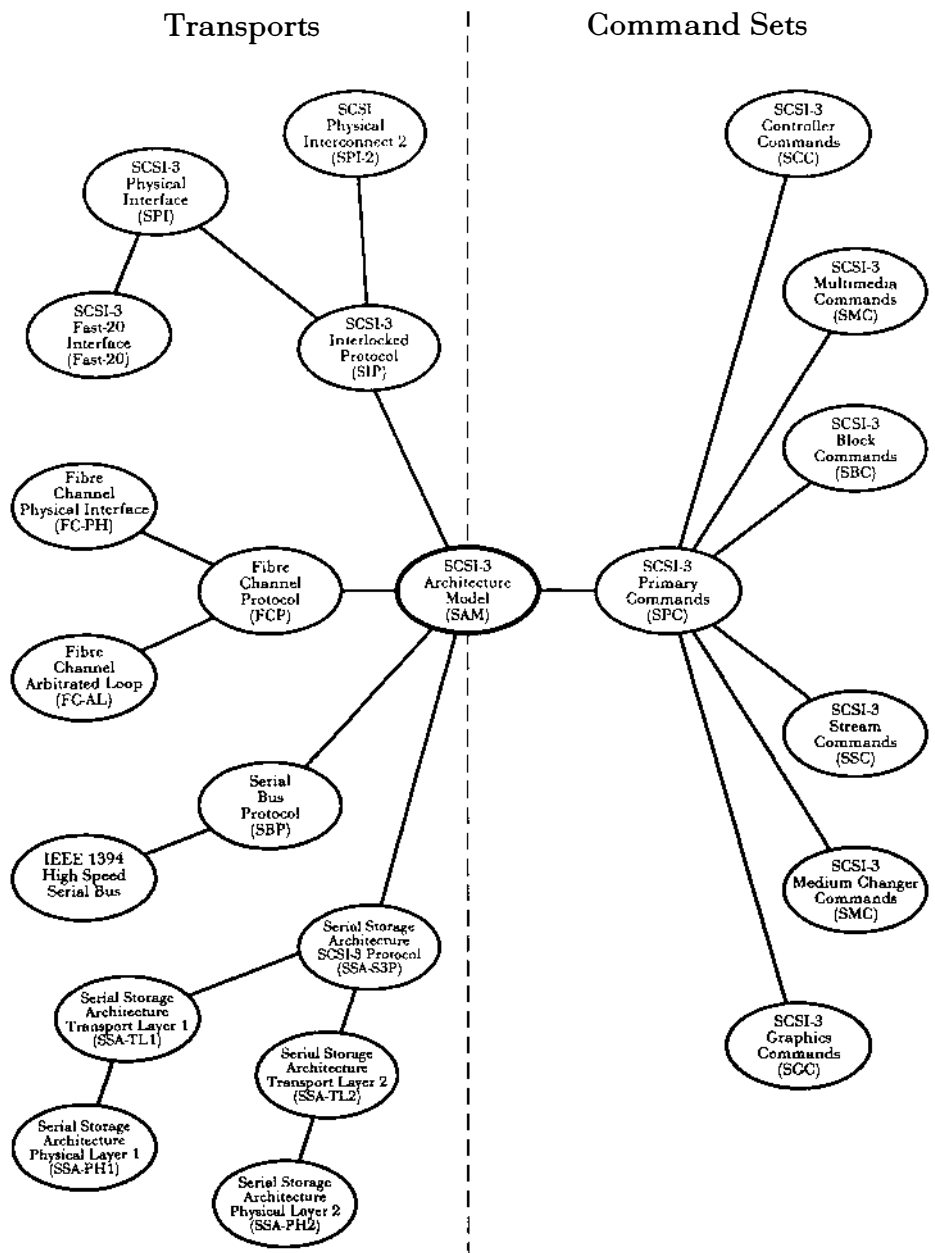 Transports
Command Sets
SCSI
Physical
Interconnect 2
(SPI-2)
SCSI-3
Physical
Interface
(SPI)
SCSI-3
Fast-20
Interface
(Fast-20)
SCSI-3
Interlocked
Protocol
(SIP)
Fibre
Channel
Physical Interface
(FC-PH)
Fibre
Channel
Protocol
(FCP)
Fibre
Channel
Arbitrated Loop
(FC-AL)
SCSI-3
Architecture
Model
(SAM)
Serial
Bus
Protocol
(SBP)
IEEE 1394
High Speed
Serial Bus
Serial Storage
Architecture
SCSI-3 Protocol
(SSA-S3P)
Serial Storage
Architecture
Transport Layer 1
(SSA-TL1)
Serial Storage
Architecture
Transport Layer 2
(SSA-TL2)
Serial Storage
Architecture
Physical Layer 1
(SSA-PH1)
Serial Storage
Architecture
Physical Layer 2
(SSA-PH2)
SCSI-3
Controller
Commands
(SCC)
SCSI-3
Multimedia
Commands
(SMC)
SCSI-3
Block
Commands
(SBC)
SCSI-3
Primary
Commands
(SPC)
SCSI-3
Stream
Commands
(SSC)
SCSI-3
Medium Changer
Commands
(SMC)
SCSI-3
Graphics
Commands
(SGC)